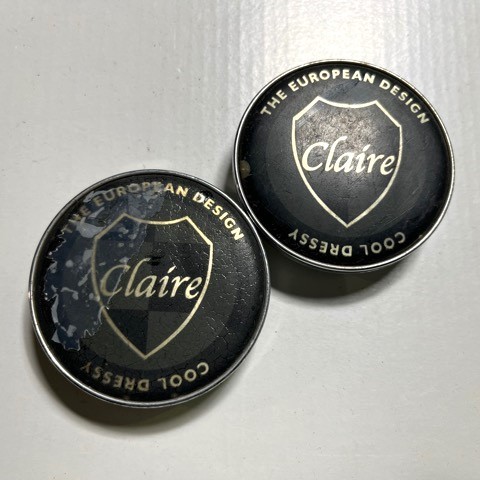 THE EUROPEAN DESIGN
Claire
COOL DRESSY
THE EUROPEAN DESIGN
Claire
COOL DRESSY